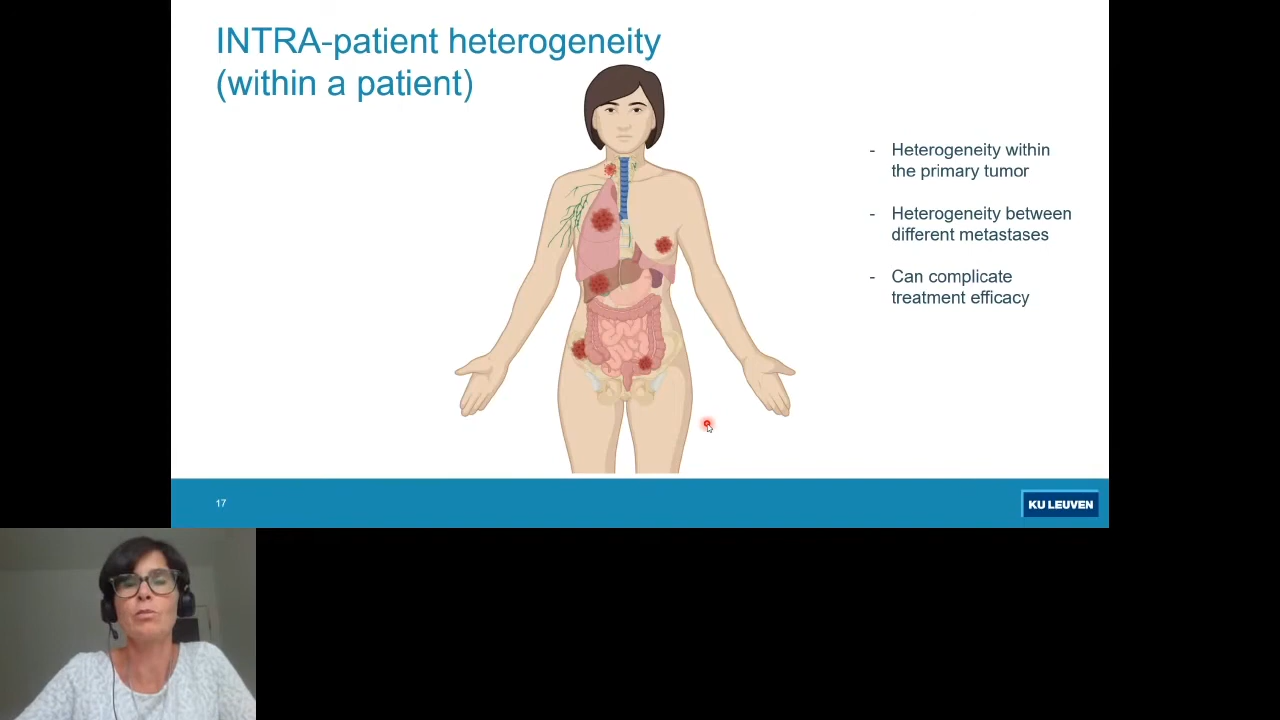 INTRA-patient heterogeneity
(within a patient)
- Heterogeneity within
the primary tumor
- Heterogeneity between
different metastases
- Can complicate
treatment efficacy
17
KU LEUVEN